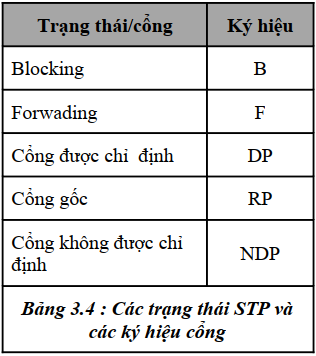 Trạng thái/cổng Ký hiệu
Blocking B
Forwading F
Cổng được chỉ định DP
Cổng gốc RP
Cổng không được chỉ
định NDP
Bảng 3.4 : Các trạng thái STP và
các ký hiệu cổng